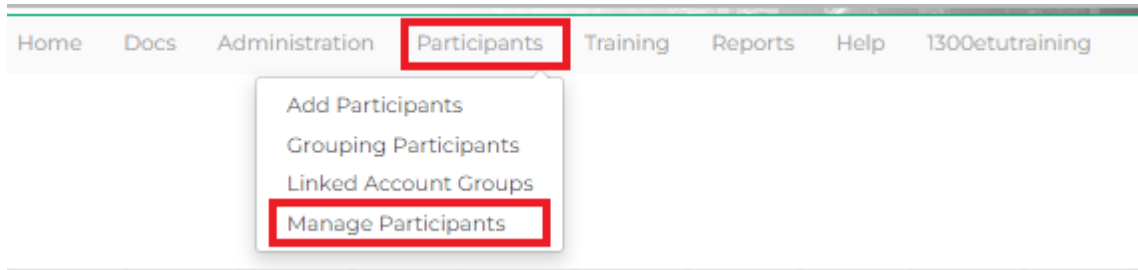 Home Docs Administration Participants Training Reports Help 1300etutraining
Add Participants
Grouping Participants
Linked Account Groups
Manage Participants